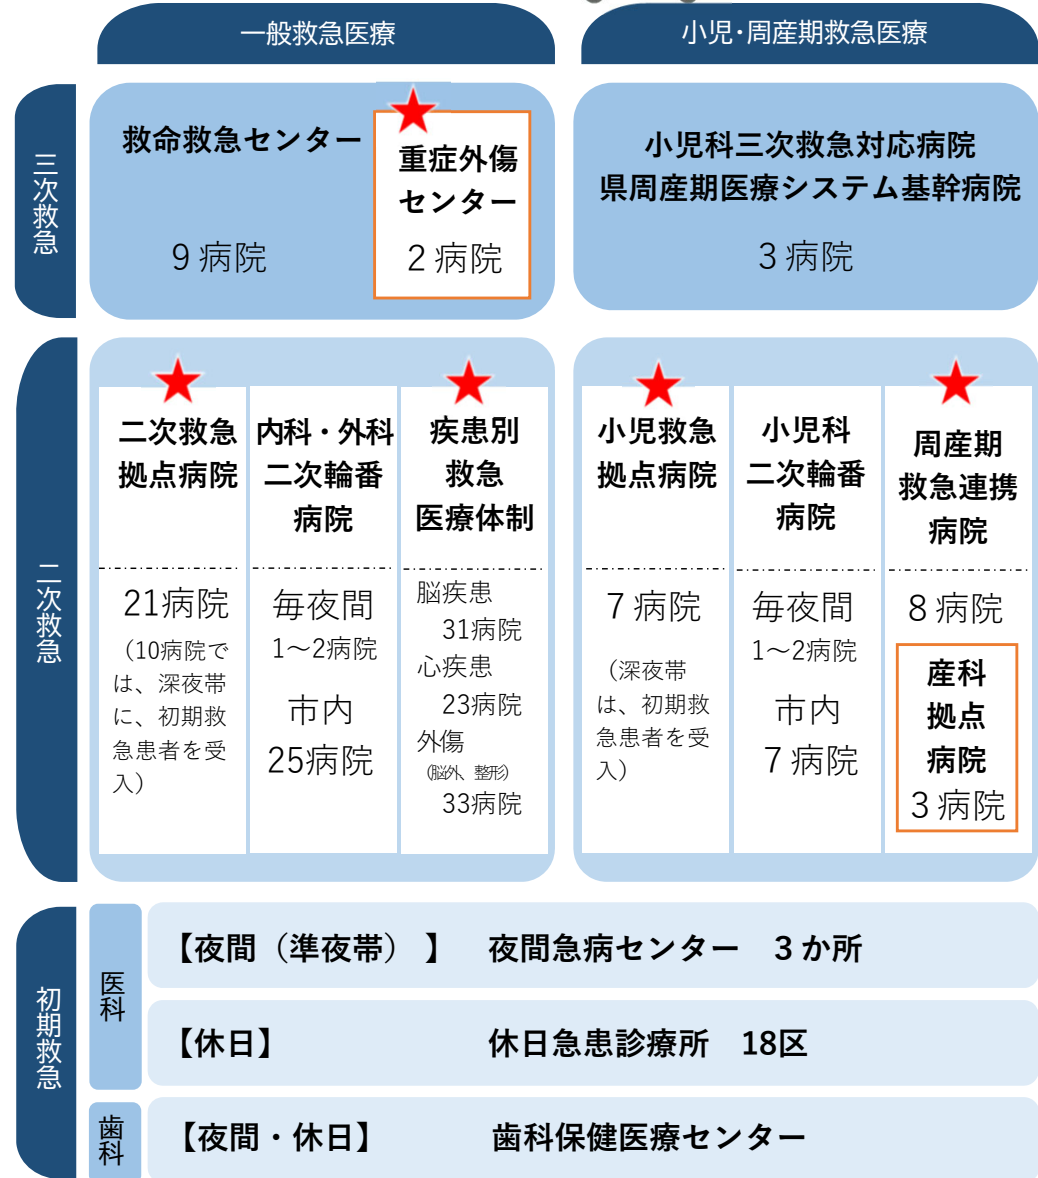 一般救急医療
小児・周産期救急医療
三次救急
救命救急センター
9病院
重症外傷
センター
2病院
小児科三次救急対応病院
県周産期医療システム基幹病院
3病院
二次救急
二次救急
拠点病院
21病院
（10病院で
は、深夜帯
に、初期救
急患者を受
入）
内科・外科
二次輪番
病院
毎夜間
1～2病院
市内
25病院
疾患別
救急
医療体制
脳疾患
31病院
心疾患
23病院
外傷
（脳外、整形）
33病院
小児救急
拠点病院
7病院
（深夜帯
は、初期救
急患者を受
入）
小児科
二次輪番
病院
毎夜間
1～2病院
市内
7病院
周産期
救急連携
病院
8病院
産科
拠点
病院
3病院
初期救急
医科
【夜間（準夜帯）】　夜間急病センター　3か所
【休日】　休日急患診療所　18区
歯科
【夜間・休日】　歯科保健医療センター